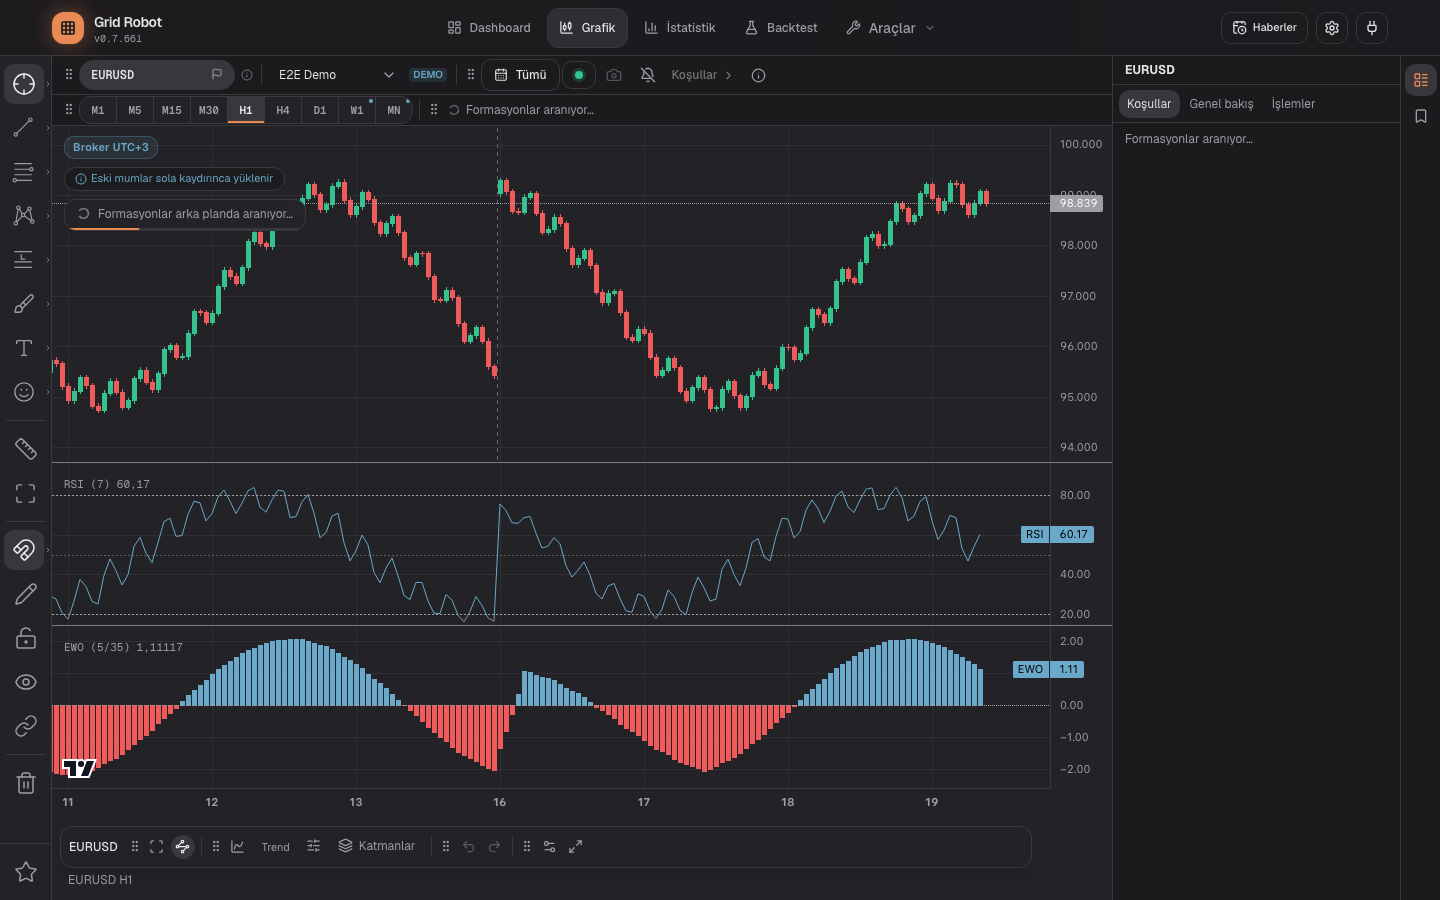 Grid Robot
v0.7.661
Dashboard
Grafik
İstatistik
Backtest
Araçlar
Haberler
EURUSD
E2E Demo
DEMO
Tümü
Koşullar
M1
M5
M15
M30
H1
H4
D1
W1
MN
Formasyonlar aranıyor...
Broker UTC+3
Eski mumlar sola kaydırınca yüklenir
Formasyonlar arka planda aranıyor...
100.000
99.000
98.839
98.000
97.000
96.000
95.000
94.000
RSI (7) 60,17
80.00
RSI 60.17
40.00
20.00
EWO (5/35) 1,11117
2.00
EWO 1.11
0.00
−1.00
−2.00
11
12
13
16
17
18
19
EURUSD
Trend
Katmanlar
EURUSD H1
EURUSD
Koşullar
Genel bakış
İşlemler
Formasyonlar aranıyor...